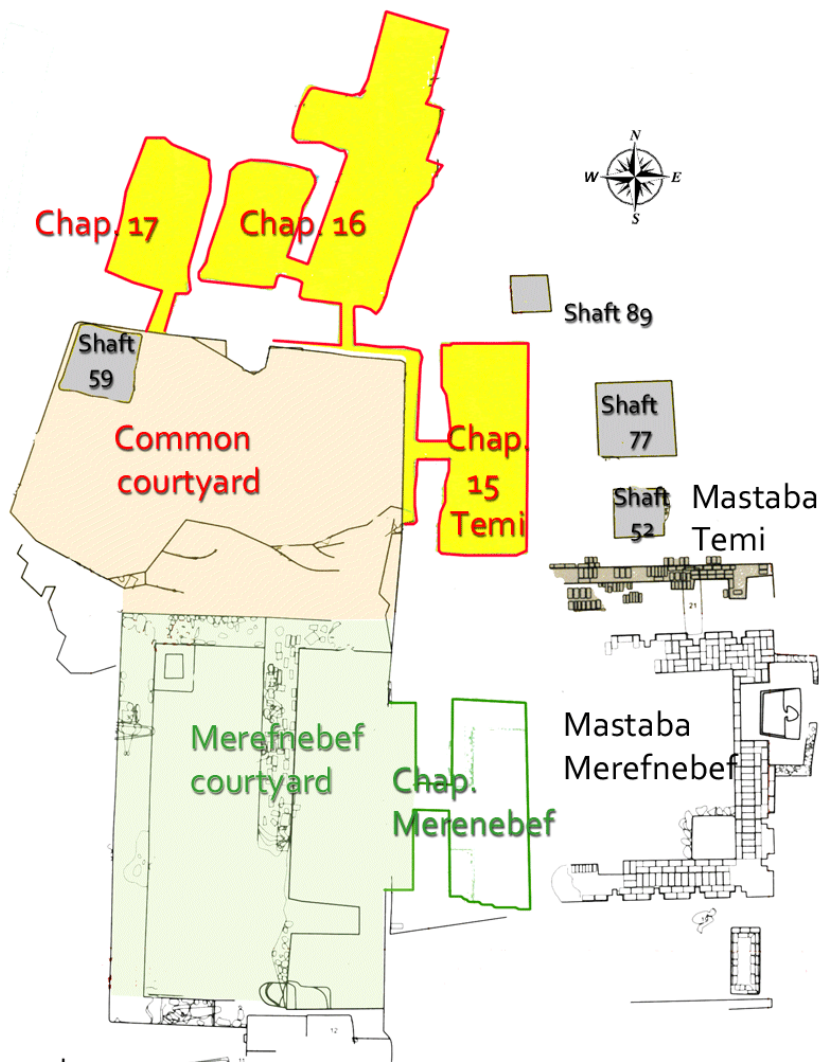 N
W
E
S
Chap. 17
Chap. 16
Shaft 89
Shaft
59
Shaft
77
Common
courtyard
Chap.
15
Temi
Shaft
52
Mastaba
Temi
21
Merefnebef
courtyard
Mastaba
Merefnebef
Chap.
Merenebef
12